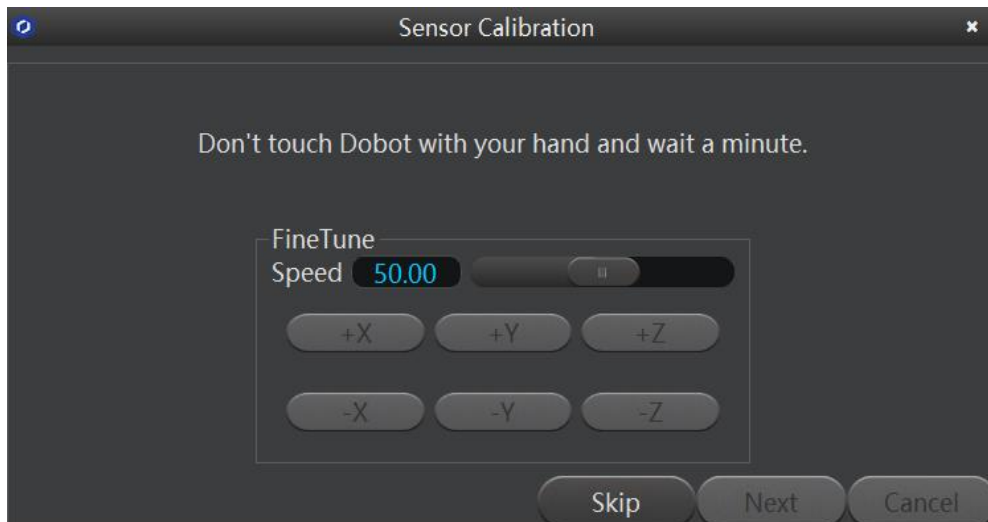 Sensor Calibration
Don't touch Dobot with your hand and wait a minute.
FineTune
Speed 50.00
+X +Y +Z
-X -Y -Z
Skip Next Cancel